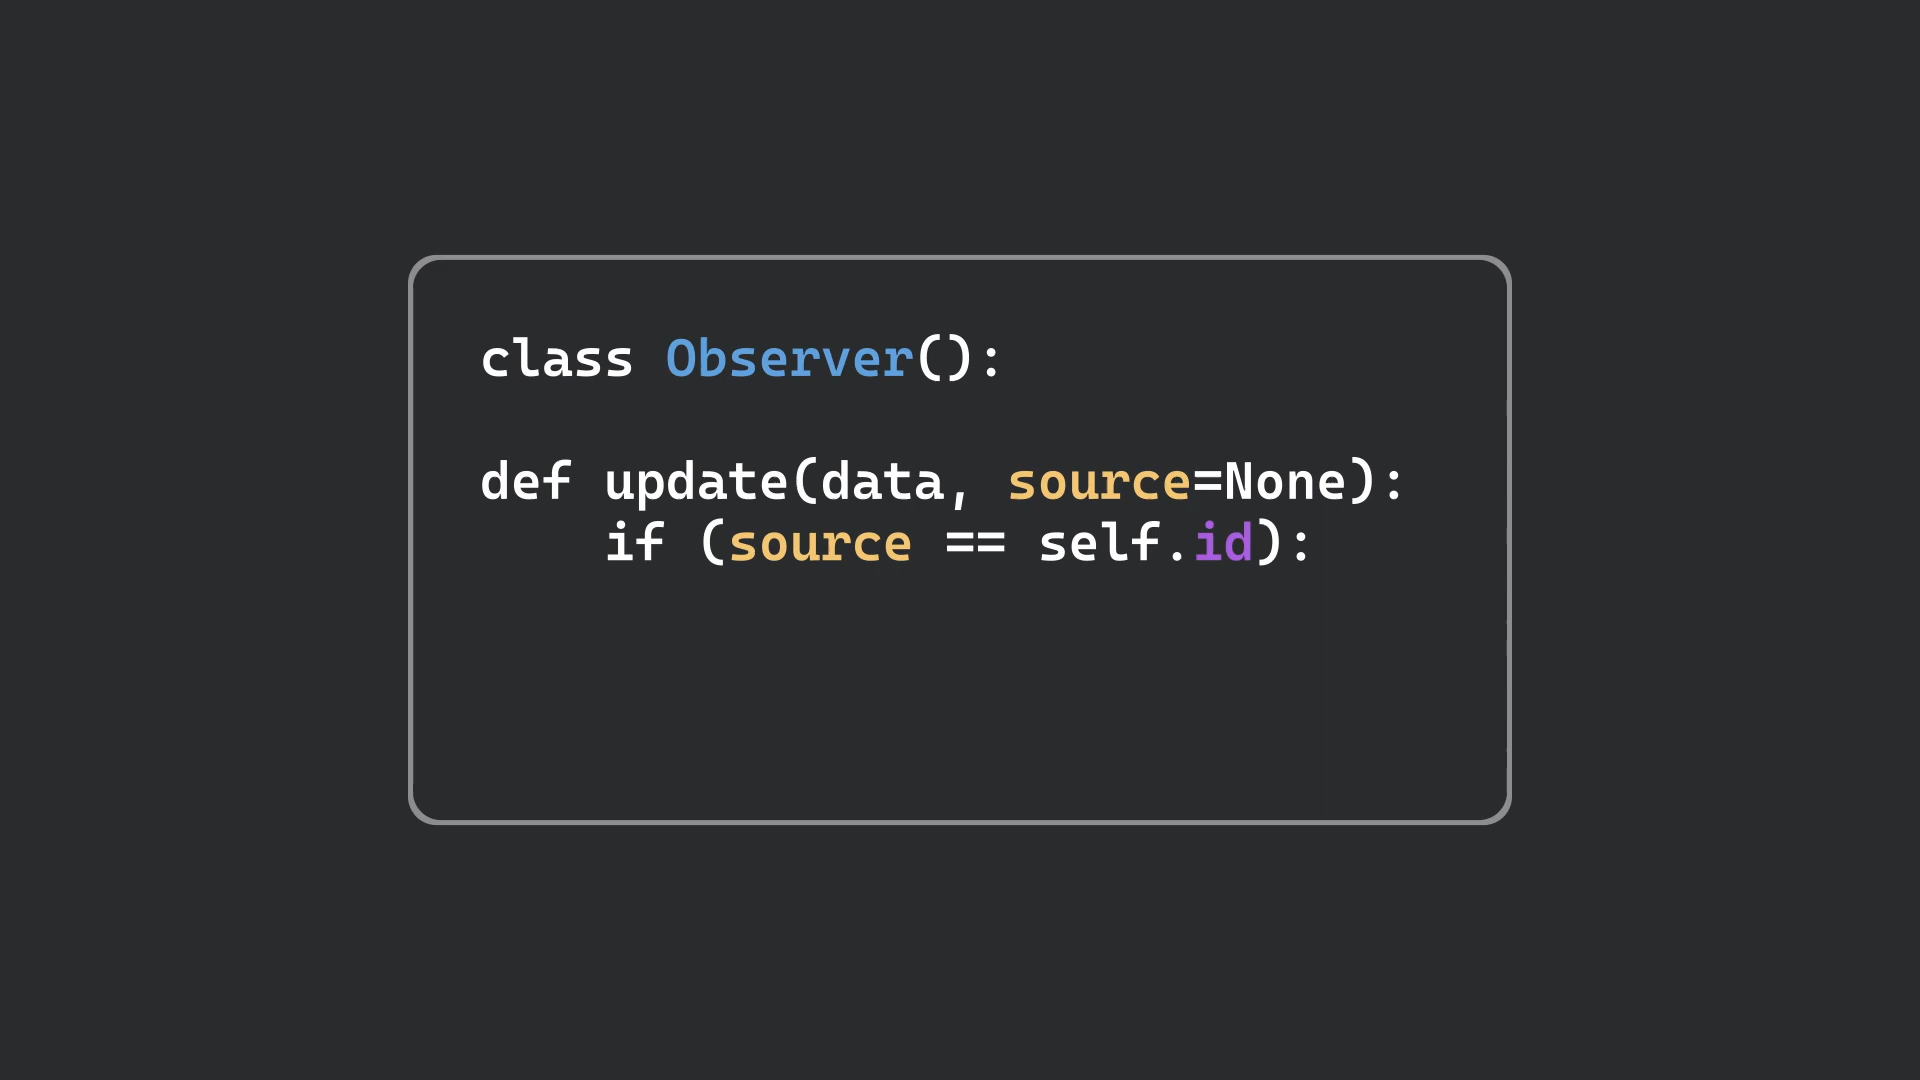 class Observer():
def update(data, source=None):
    if (source == self.id):